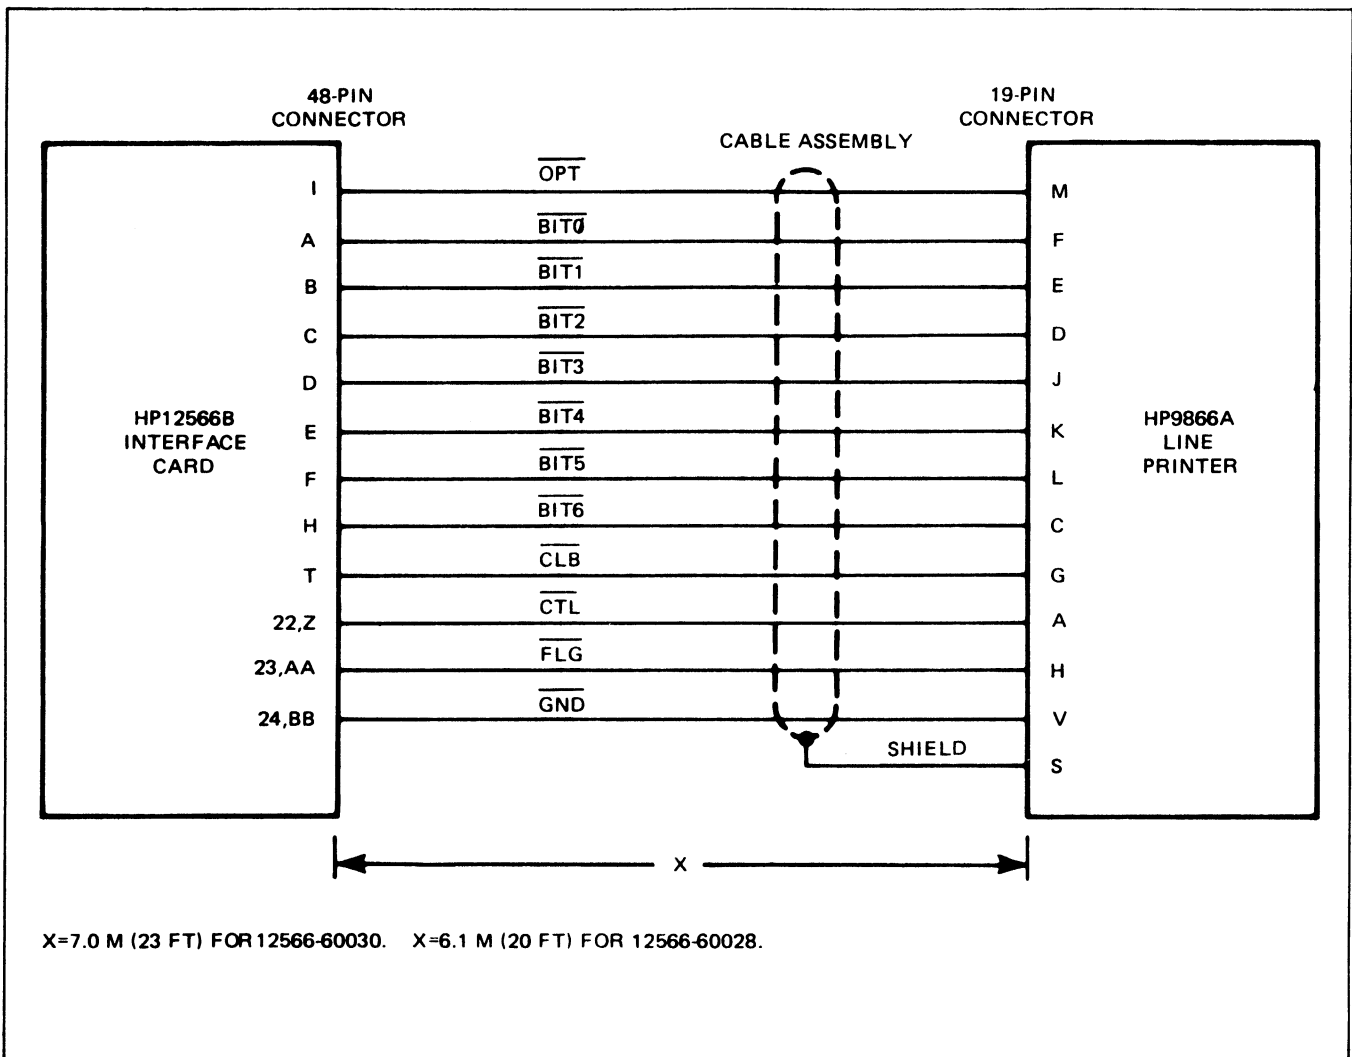 48-PIN
CONNECTOR
19-PIN
CONNECTOR
CABLE ASSEMBLY
I OPT M
A BIT0 F
B BIT1 E
C BIT2 D
D BIT3 J
HP12566B
INTERFACE
CARD
E BIT4 K
F BIT5 L
HP9866A
LINE
PRINTER
H BIT6 C
T CLB G
22,Z CTL A
23,AA FLG H
24,BB GND V
SHIELD S
X
X=7.0 M (23 FT) FOR 12566-60030. X=6.1 M (20 FT) FOR 12566-60028.